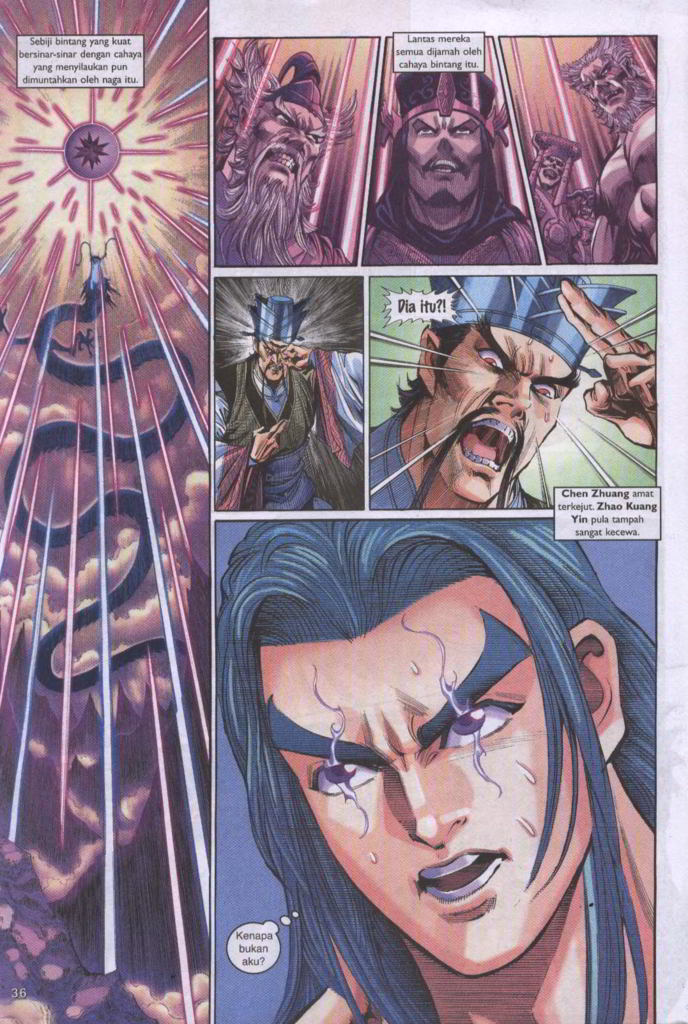 Sebiji bintang yang kuat
bersinar-sinar dengan cahaya
yang menyilaukan pun
dimuntahkan oleh naga itu.
Lantas mereka
semua dijamah oleh
cahaya bintang itu.
Dia itu?!
Chen Zhuang amat
terkejut. Zhao Kuang
Yin pula tampah
sangat kecewa.
Kenapa
bukan
aku?
36